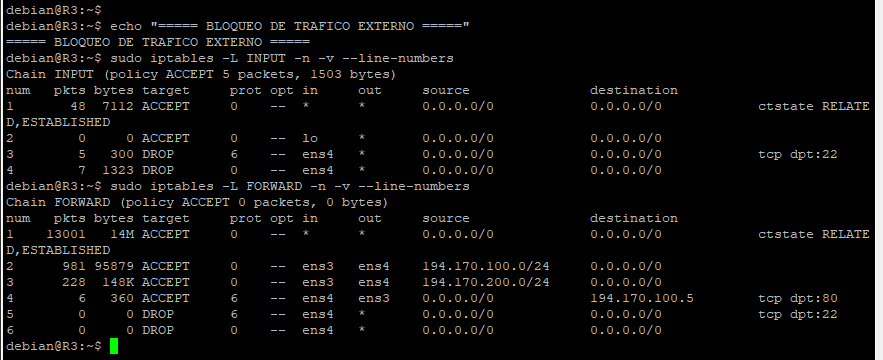 debian@R3:~$
debian@R3:~$ echo "===== BLOQUEO DE TRAFICO EXTERNO ====="
===== BLOQUEO DE TRAFICO EXTERNO =====
debian@R3:~$ sudo iptables -L INPUT -n -v --line-numbers
Chain INPUT (policy ACCEPT 5 packets, 1503 bytes)
num   pkts bytes target     prot opt in     out     source               destination
1       48  7112 ACCEPT     0    --  *      *       0.0.0.0/0            0.0.0.0/0            ctstate RELATE
D,ESTABLISHED
2        0     0 ACCEPT     0    --  lo     *       0.0.0.0/0            0.0.0.0/0
3        5   300 DROP       6    --  ens4   *       0.0.0.0/0            0.0.0.0/0            tcp dpt:22
4        7  1323 DROP       0    --  ens4   *       0.0.0.0/0            0.0.0.0/0
debian@R3:~$ sudo iptables -L FORWARD -n -v --line-numbers
Chain FORWARD (policy ACCEPT 0 packets, 0 bytes)
num   pkts bytes target     prot opt in     out     source               destination
1    13001   14M ACCEPT     0    --  *      *       0.0.0.0/0            0.0.0.0/0            ctstate RELATE
D,ESTABLISHED
2      981 95879 ACCEPT     0    --  ens3   ens4    194.170.100.0/24     0.0.0.0/0
3      228  148K ACCEPT     0    --  ens3   ens4    194.170.200.0/24     0.0.0.0/0
4        6   360 ACCEPT     6    --  ens4   ens3    0.0.0.0/0            194.170.100.5        tcp dpt:80
5        0     0 DROP       6    --  ens4   *       0.0.0.0/0            0.0.0.0/0            tcp dpt:22
6        0     0 DROP       0    --  ens4   *       0.0.0.0/0            0.0.0.0/0
debian@R3:~$